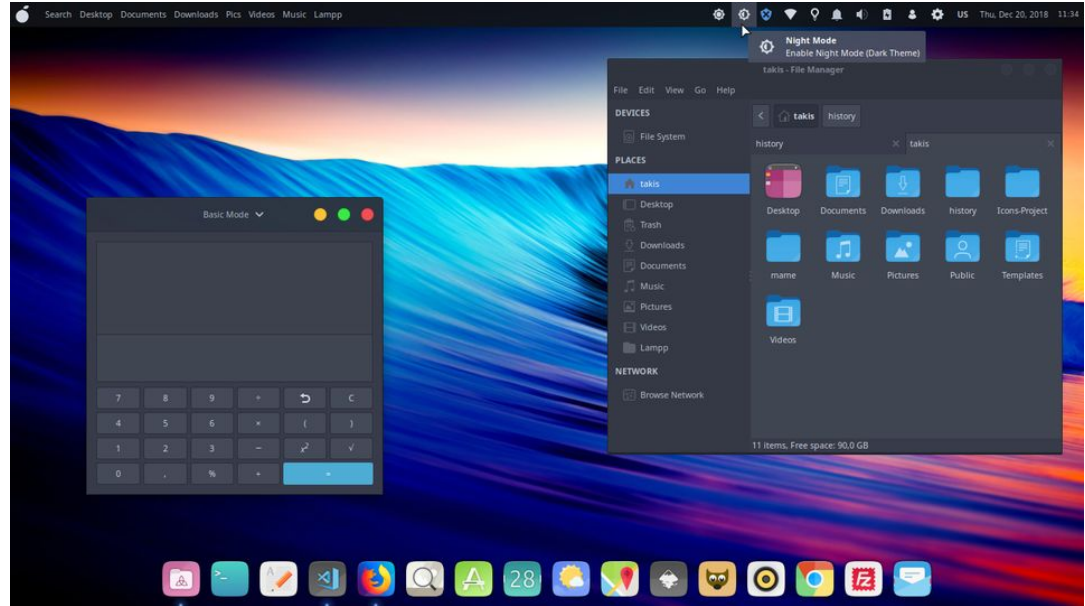 Search Desktop Documents Downloads Pics Videos Music Lampp
US Thu, Dec 20, 2018 11:34
Night Mode
Enable Night Mode (Dark Theme)
takis - File Manager
File Edit View Go Help
DEVICES
File System
PLACES
takis
Desktop
Trash
Downloads
Documents
Music
Pictures
Videos
Lampp
NETWORK
Browse Network
takis history
history takis
Desktop Documents Downloads history Icons-Project
mame Music Pictures Public Templates
Videos
11 items, Free space: 90,0 GB
Basic Mode
7 8 9 ÷ C
4 5 6 × ( )
1 2 3 − x² √
0 , % + =
28